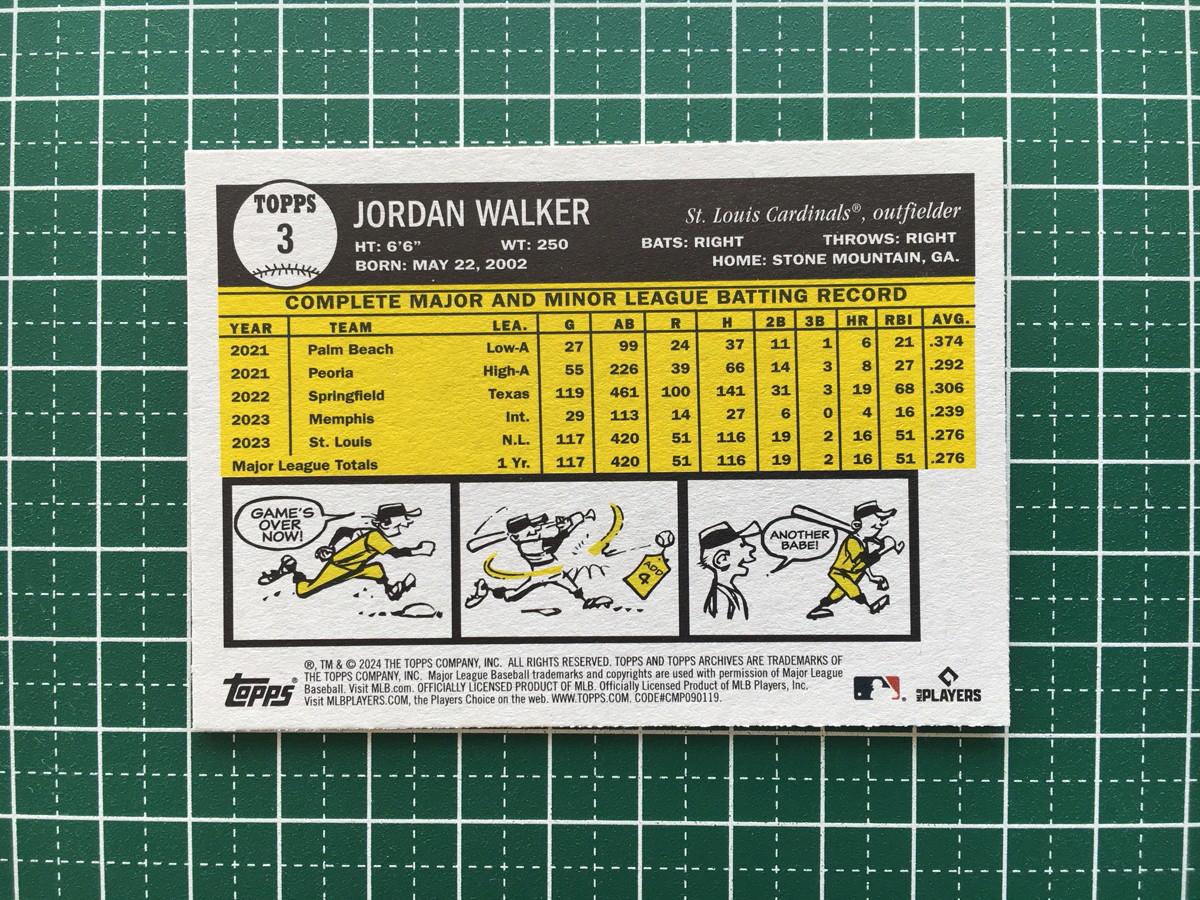 TOPPS
3
JORDAN WALKER
St. Louis Cardinals®, outfielder
HT: 6'6" WT: 250 BATS: RIGHT THROWS: RIGHT
BORN: MAY 22, 2002 HOME: STONE MOUNTAIN, GA.
COMPLETE MAJOR AND MINOR LEAGUE BATTING RECORD
YEAR TEAM LEA. G AB R H 2B 3B HR RBI AVG.
2021 Palm Beach Low-A 27 99 24 37 11 1 6 21 .374
2021 Peoria High-A 55 226 39 66 14 3 8 27 .292
2022 Springfield Texas 119 461 100 141 31 3 19 68 .306
2023 Memphis Int. 29 113 14 27 6 0 4 16 .239
2023 St. Louis N.L. 117 420 51 116 19 2 16 51 .276
Major League Totals 1 Yr. 117 420 51 116 19 2 16 51 .276
GAME'S
OVER
NOW!
ADD
4
ANOTHER
BABE!
®, TM & © 2024 THE TOPPS COMPANY, INC. ALL RIGHTS RESERVED. TOPPS AND TOPPS ARCHIVES ARE TRADEMARKS OF
THE TOPPS COMPANY, INC. Major League Baseball trademarks and copyrights are used with permission of Major League
Baseball. Visit MLB.com. OFFICIALLY LICENSED PRODUCT OF MLB. Officially Licensed Product of MLB Players, Inc.
Visit MLBPLAYERS.COM, the Players Choice on the web. WWW.TOPPS.COM. CODE#CMP090119.
Topps®
MLB PLAYERS